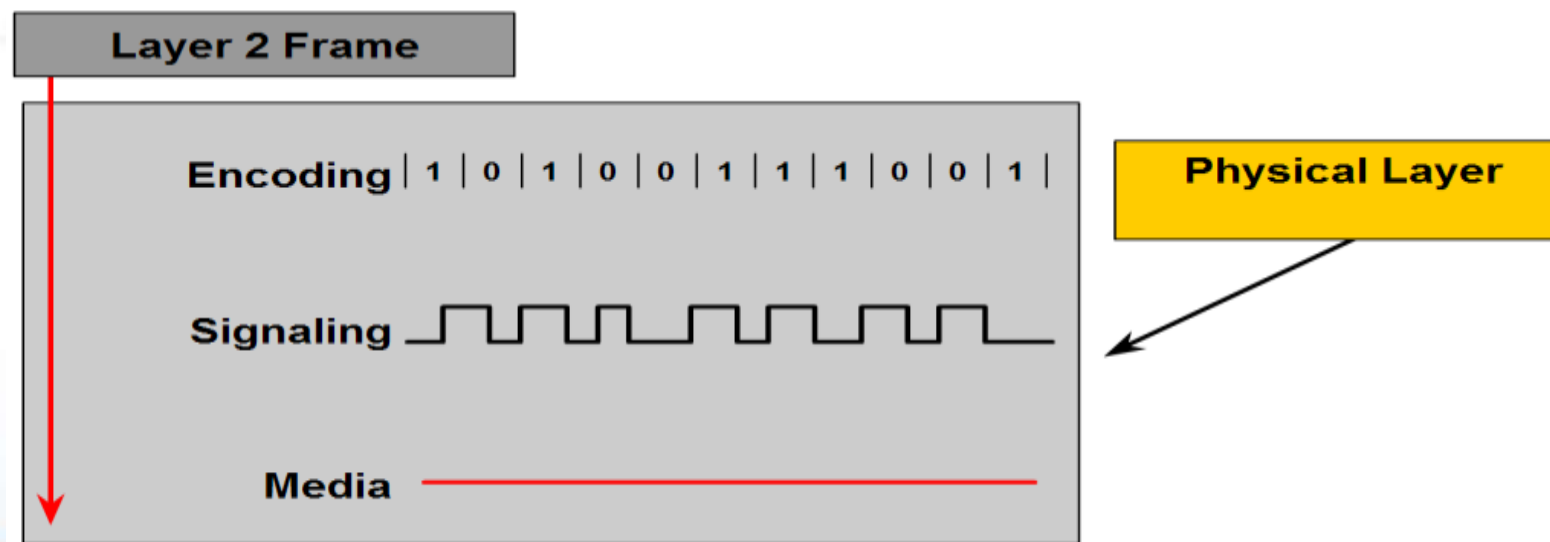 Layer 2 Frame
Encoding | 1 | 0 | 1 | 0 | 0 | 1 | 1 | 1 | 0 | 0 | 1 |
Physical Layer
Signaling
Media